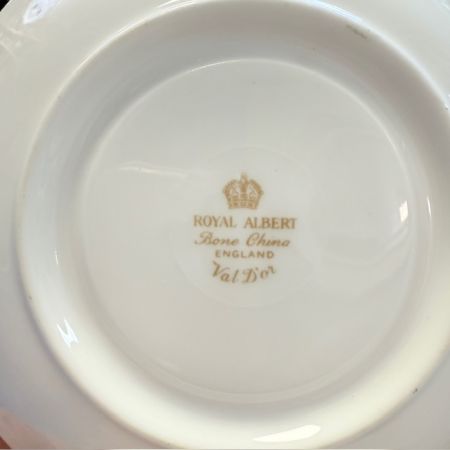 ROYAL ALBERT
Bone China
ENGLAND
Val D'or